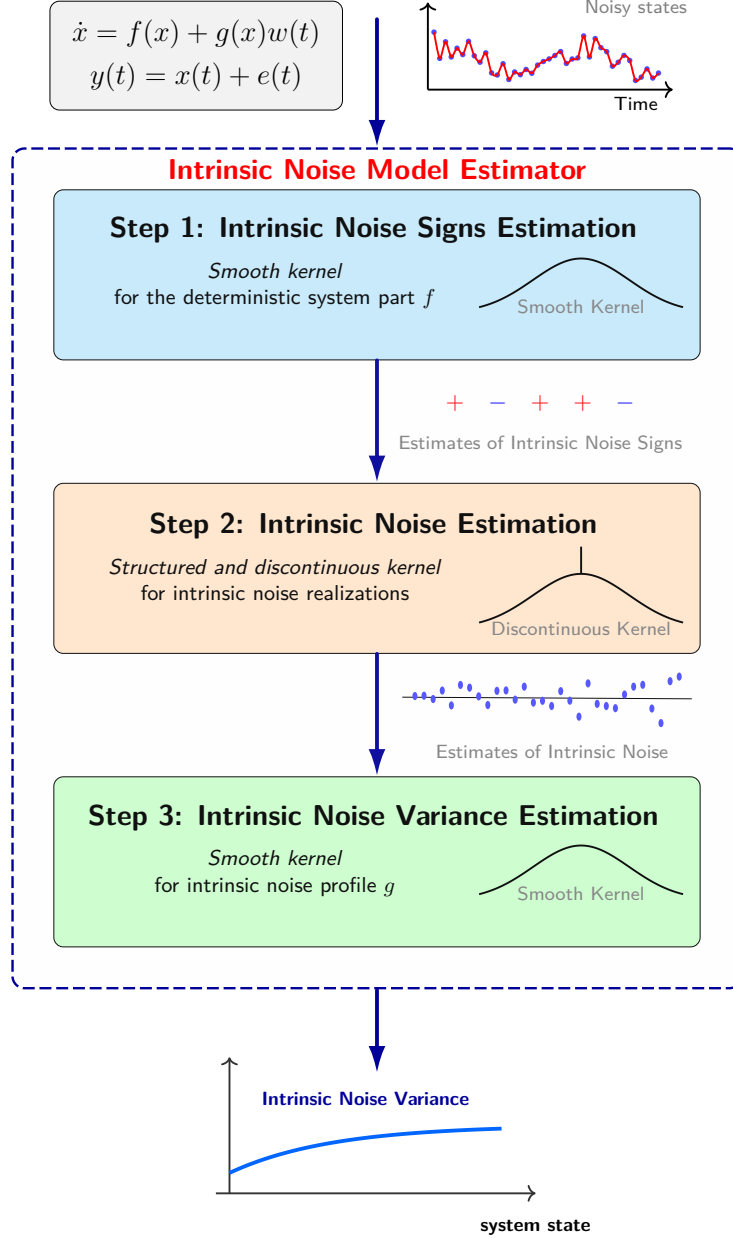 ẋ = f(x) + g(x)w(t)
y(t) = x(t) + e(t)
Noisy states
Time
Intrinsic Noise Model Estimator
Step 1: Intrinsic Noise Signs Estimation
Smooth kernel
for the deterministic system part f
Smooth Kernel
+ − + + −
Estimates of Intrinsic Noise Signs
Step 2: Intrinsic Noise Estimation
Structured and discontinuous kernel
for intrinsic noise realizations
Discontinuous Kernel
Estimates of Intrinsic Noise
Step 3: Intrinsic Noise Variance Estimation
Smooth kernel
for intrinsic noise profile g
Smooth Kernel
Intrinsic Noise Variance
system state